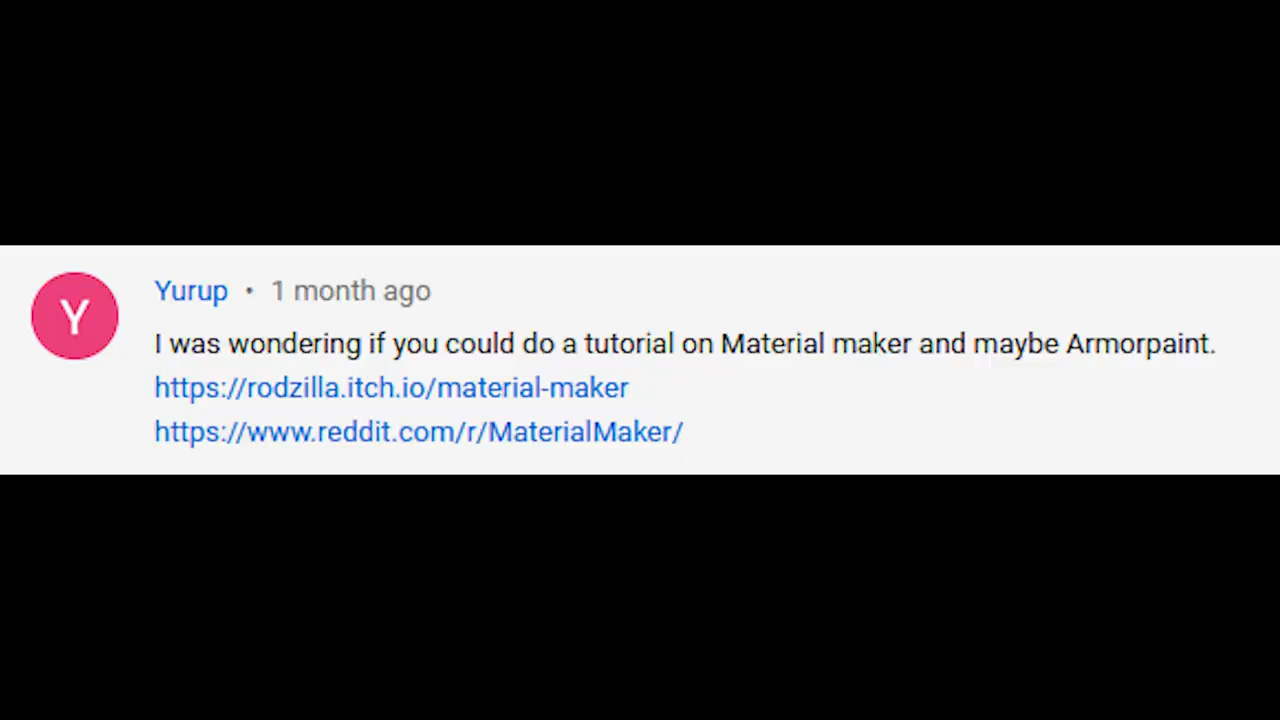 Y
Yurup • 1 month ago
I was wondering if you could do a tutorial on Material maker and maybe Armorpaint.
https://rodzilla.itch.io/material-maker
https://www.reddit.com/r/MaterialMaker/